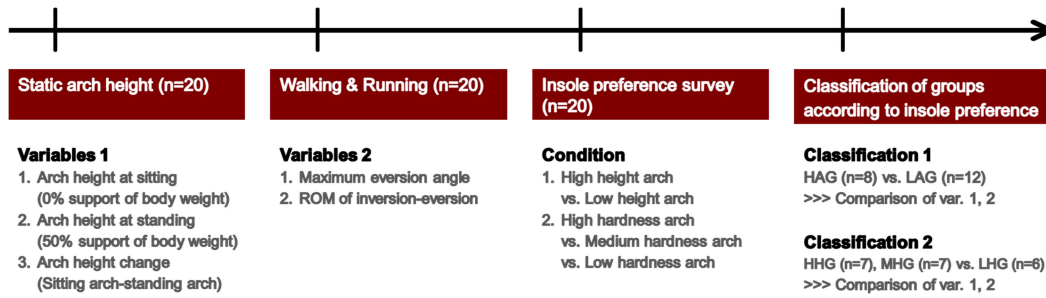 Static arch height (n=20)
Variables 1
1. Arch height at sitting
(0% support of body weight)
2. Arch height at standing
(50% support of body weight)
3. Arch height change
(Sitting arch-standing arch)
Walking & Running (n=20)
Variables 2
1. Maximum eversion angle
2. ROM of inversion-eversion
Insole preference survey
(n=20)
Condition
1. High height arch
vs. Low height arch
2. High hardness arch
vs. Medium hardness arch
vs. Low hardness arch
Classification of groups
according to insole preference
Classification 1
HAG (n=8) vs. LAG (n=12)
>>> Comparison of var. 1, 2
Classification 2
HHG (n=7), MHG (n=7) vs. LHG (n=6)
>>> Comparison of var. 1, 2